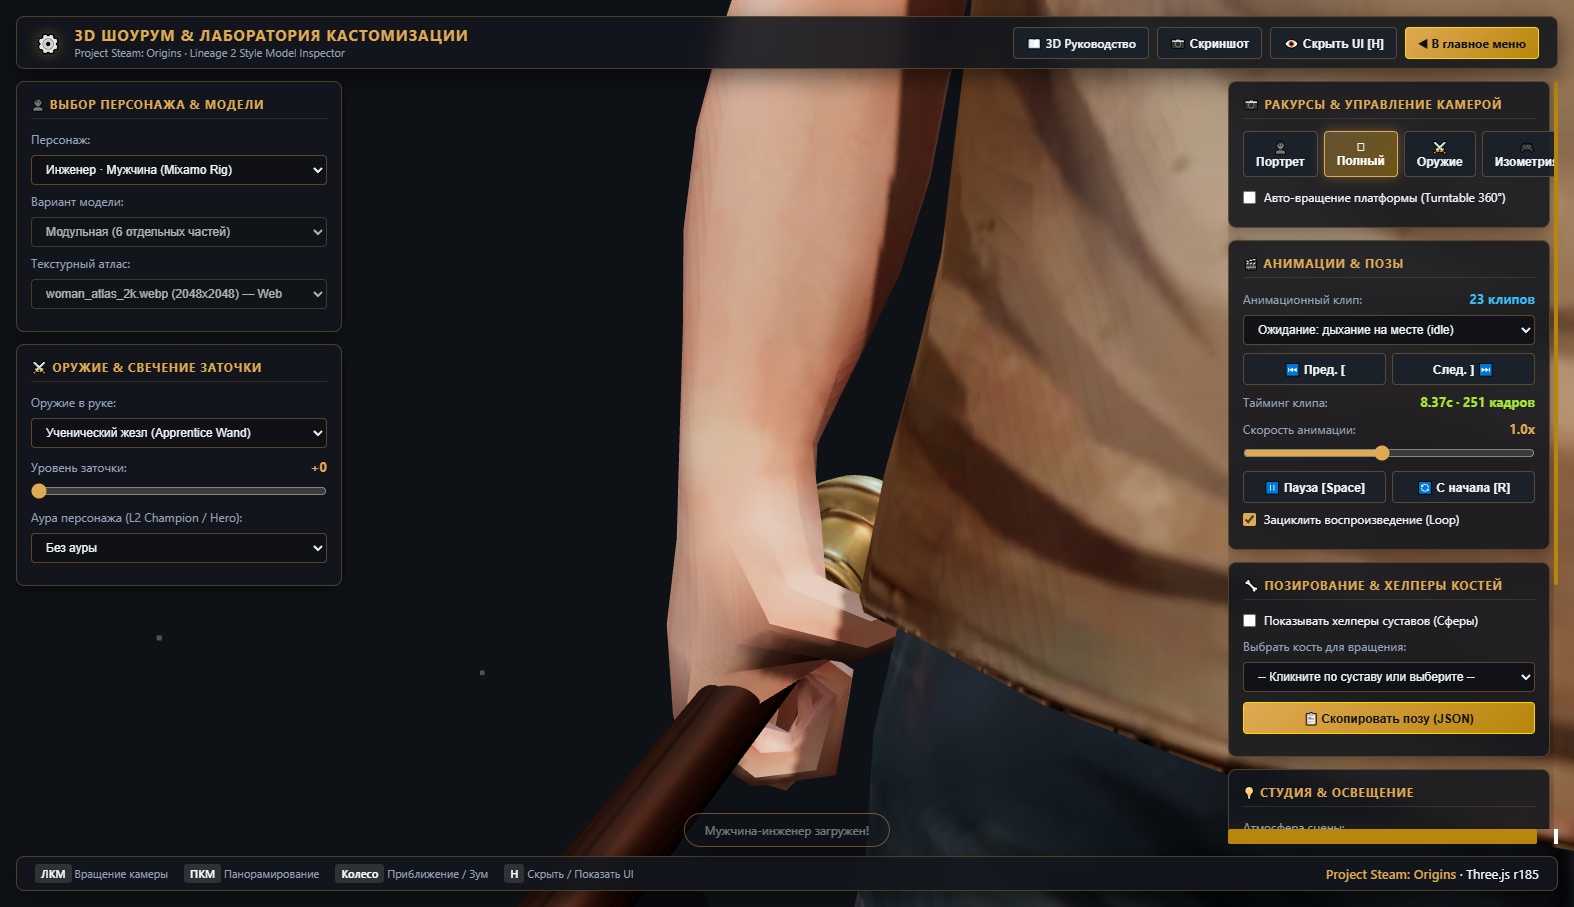 3D ШОУРУМ & ЛАБОРАТОРИЯ КАСТОМИЗАЦИИ
Project Steam: Origins · Lineage 2 Style Model Inspector
3D Руководство
Скриншот
Скрыть UI [H]
◀ В главное меню
ВЫБОР ПЕРСОНАЖА & МОДЕЛИ
Персонаж:
Инженер - Мужчина (Mixamo Rig)
Вариант модели:
Модульная (6 отдельных частей)
Текстурный атлас:
woman_atlas_2k.webp (2048x2048) — Web
ОРУЖИЕ & СВЕЧЕНИЕ ЗАТОЧКИ
Оружие в руке:
Ученический жезл (Apprentice Wand)
Уровень заточки: +0
Аура персонажа (L2 Champion / Hero):
Без ауры
РАКУРСЫ & УПРАВЛЕНИЕ КАМЕРОЙ
Портрет
Полный
Оружие
Изометрия
Авто-вращение платформы (Turntable 360°)
АНИМАЦИИ & ПОЗЫ
Анимационный клип: 23 клипов
Ожидание: дыхание на месте (idle)
Пред. [
След. ]
Тайминг клипа: 8.37с · 251 кадров
Скорость анимации: 1.0x
Пауза [Space]
С начала [R]
Зациклить воспроизведение (Loop)
ПОЗИРОВАНИЕ & ХЕЛПЕРЫ КОСТЕЙ
Показывать хелперы суставов (Сферы)
Выбрать кость для вращения:
-- Кликните по суставу или выберите --
Скопировать позу (JSON)
СТУДИЯ & ОСВЕЩЕНИЕ
Атмосфера сцены:
Мужчина-инженер загружен!
ЛКМ Вращение камеры ПКМ Панорамирование Колесо Приближение / Зум H Скрыть / Показать UI
Project Steam: Origins · Three.js r185